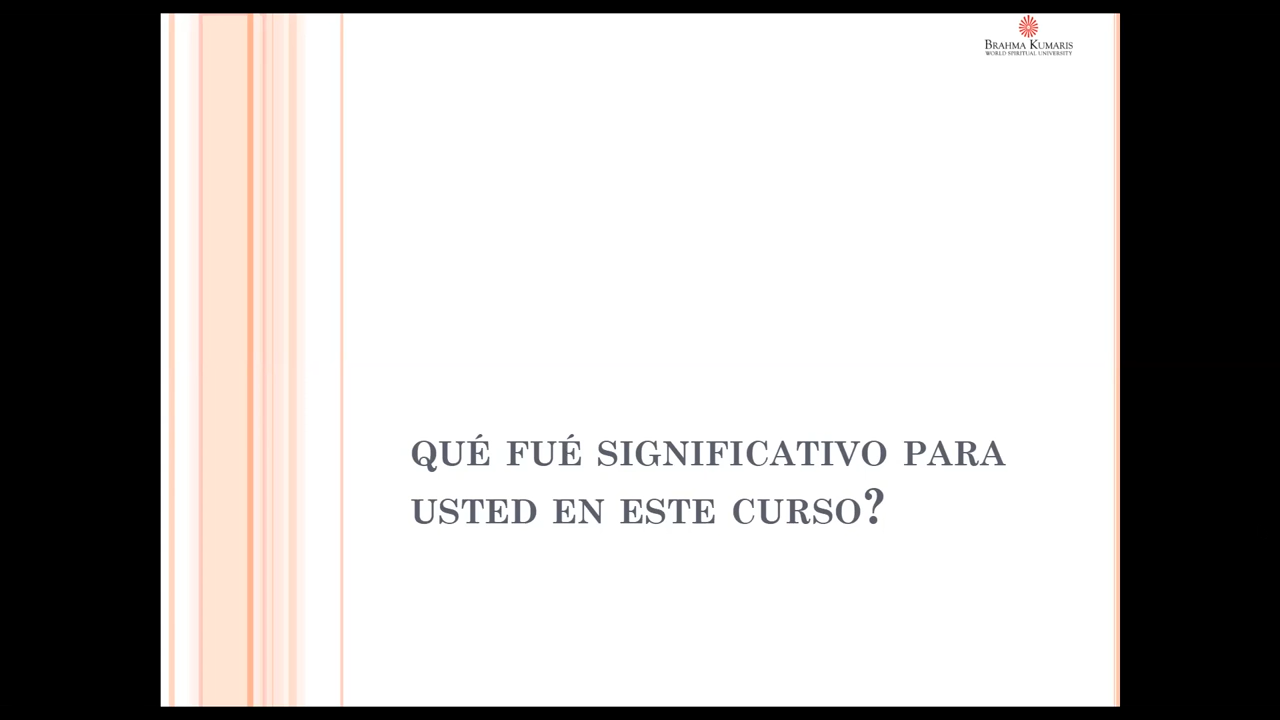 BRAHMA KUMARIS
WORLD SPIRITUAL UNIVERSITY
QUÉ FUÉ SIGNIFICATIVO PARA
USTED EN ESTE CURSO?